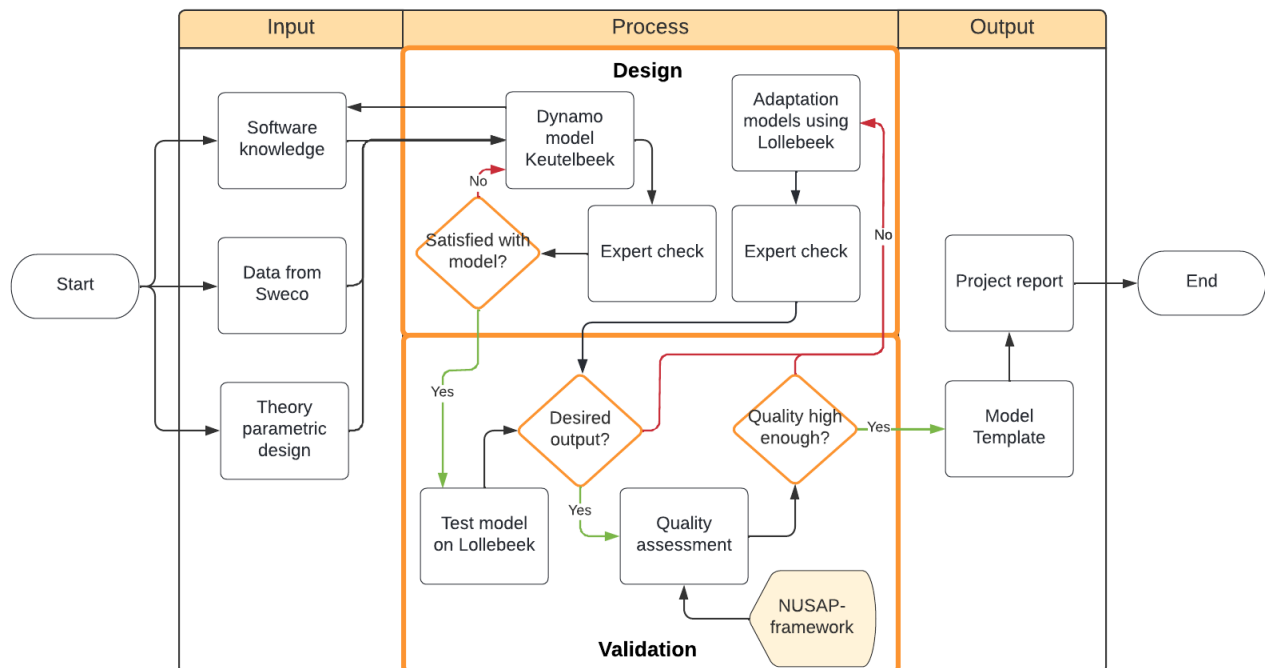 Input
Process
Output
Design
Software
knowledge
Dynamo
model
Keutelbeek
Adaptation
models using
Lollebeek
No
Satisfied with
model?
Expert check
Expert check
No
Start
Data from
Sweco
Project report
End
Yes
Theory
parametric
design
Desired
output?
Quality high
enough?
Yes
Model
Template
Test model
on Lollebeek
Yes
Quality
assessment
NUSAP-
framework
Validation